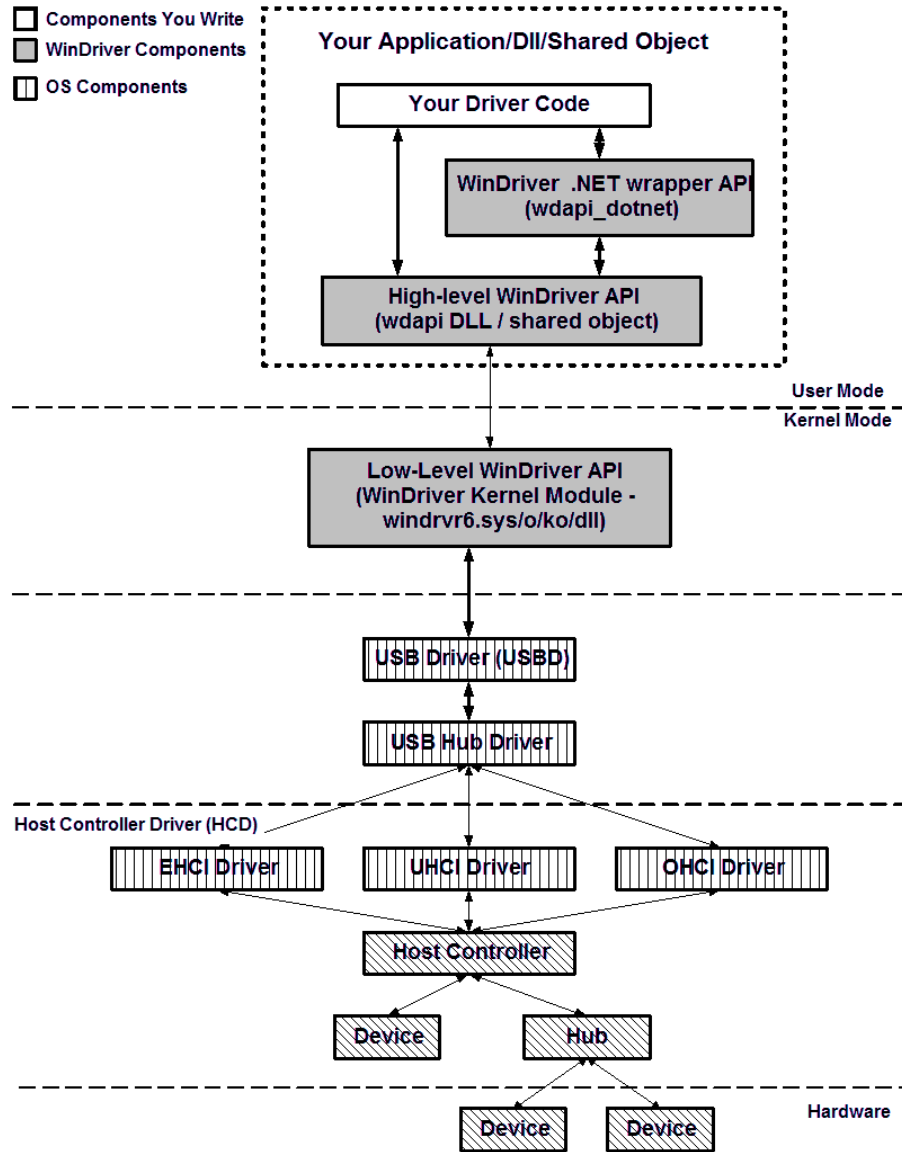 Components You Write
WinDriver Components
OS Components
Your Application/Dll/Shared Object
Your Driver Code
WinDriver .NET wrapper API
(wdapi_dotnet)
High-level WinDriver API
(wdapi DLL / shared object)
User Mode
Kernel Mode
Low-Level WinDriver API
(WinDriver Kernel Module -
windrvr6.sys/o/ko/dll)
USB Driver (USBD)
USB Hub Driver
Host Controller Driver (HCD)
EHCI Driver
UHCI Driver
OHCI Driver
Host Controller
Device
Hub
Hardware
Device
Device